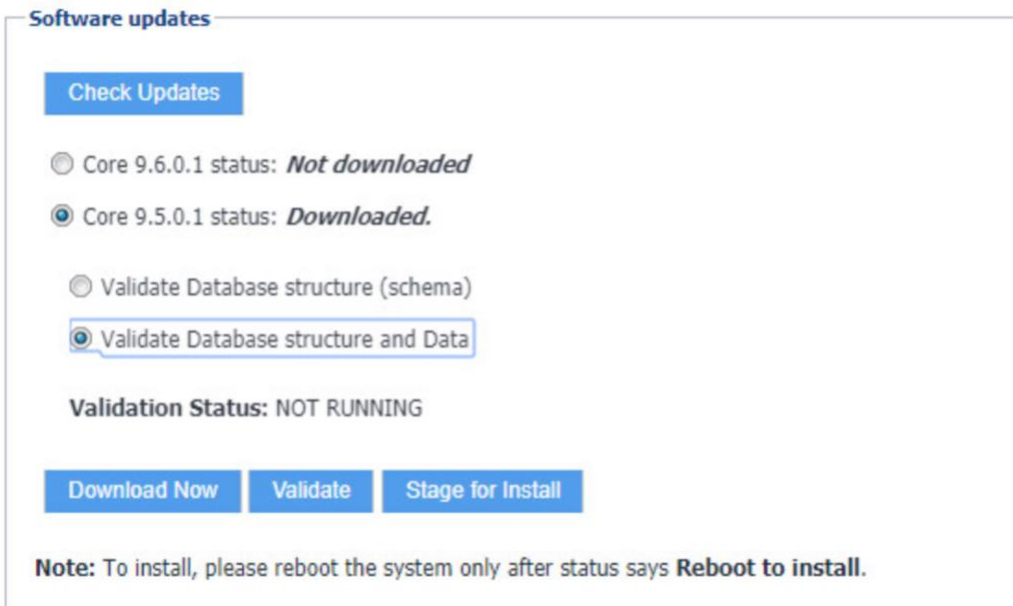 Software updates
Check Updates
Core 9.6.0.1 status: Not downloaded
Core 9.5.0.1 status: Downloaded.
Validate Database structure (schema)
Validate Database structure and Data
Validation Status: NOT RUNNING
Download Now Validate Stage for Install
Note: To install, please reboot the system only after status says Reboot to install.